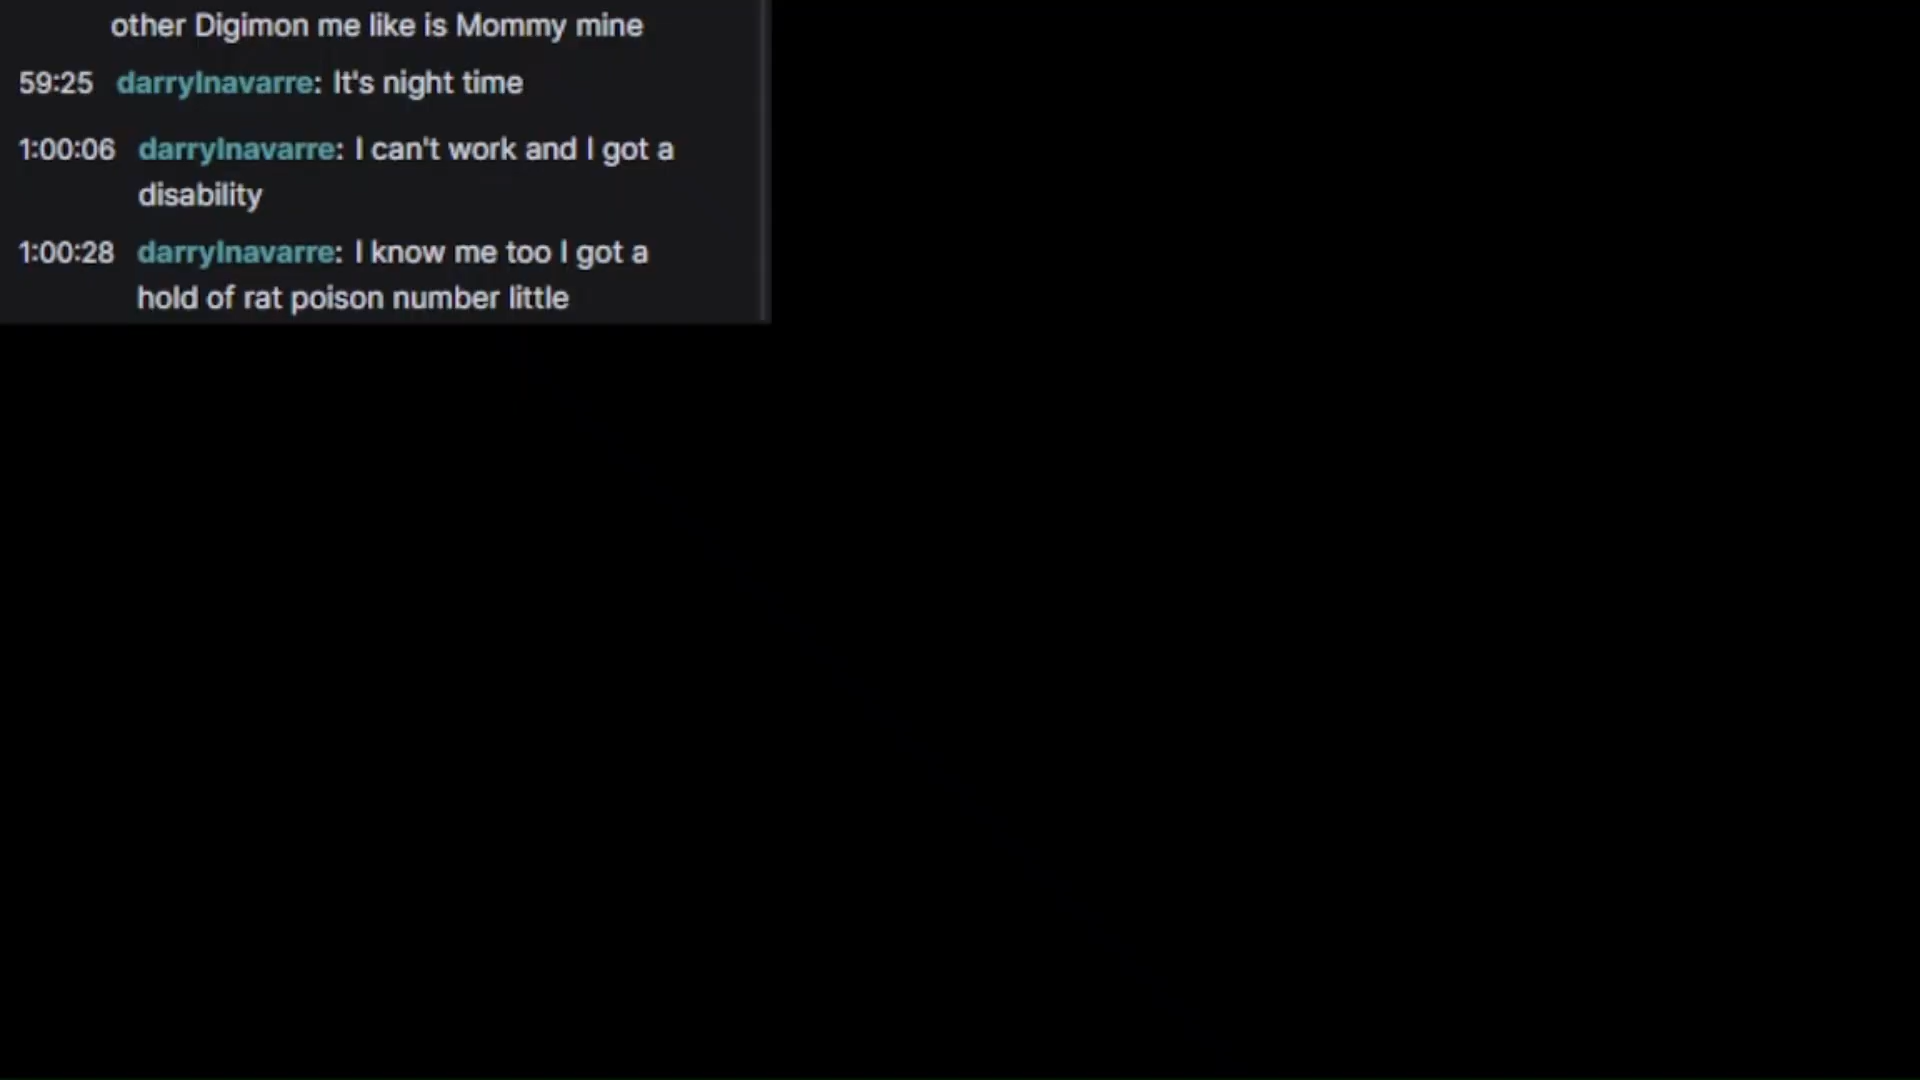 other Digimon me like is Mommy mine
59:25 darrylnavarre: It's night time
1:00:06 darrylnavarre: I can't work and I got a
disability
1:00:28 darrylnavarre: I know me too I got a
hold of rat poison number little